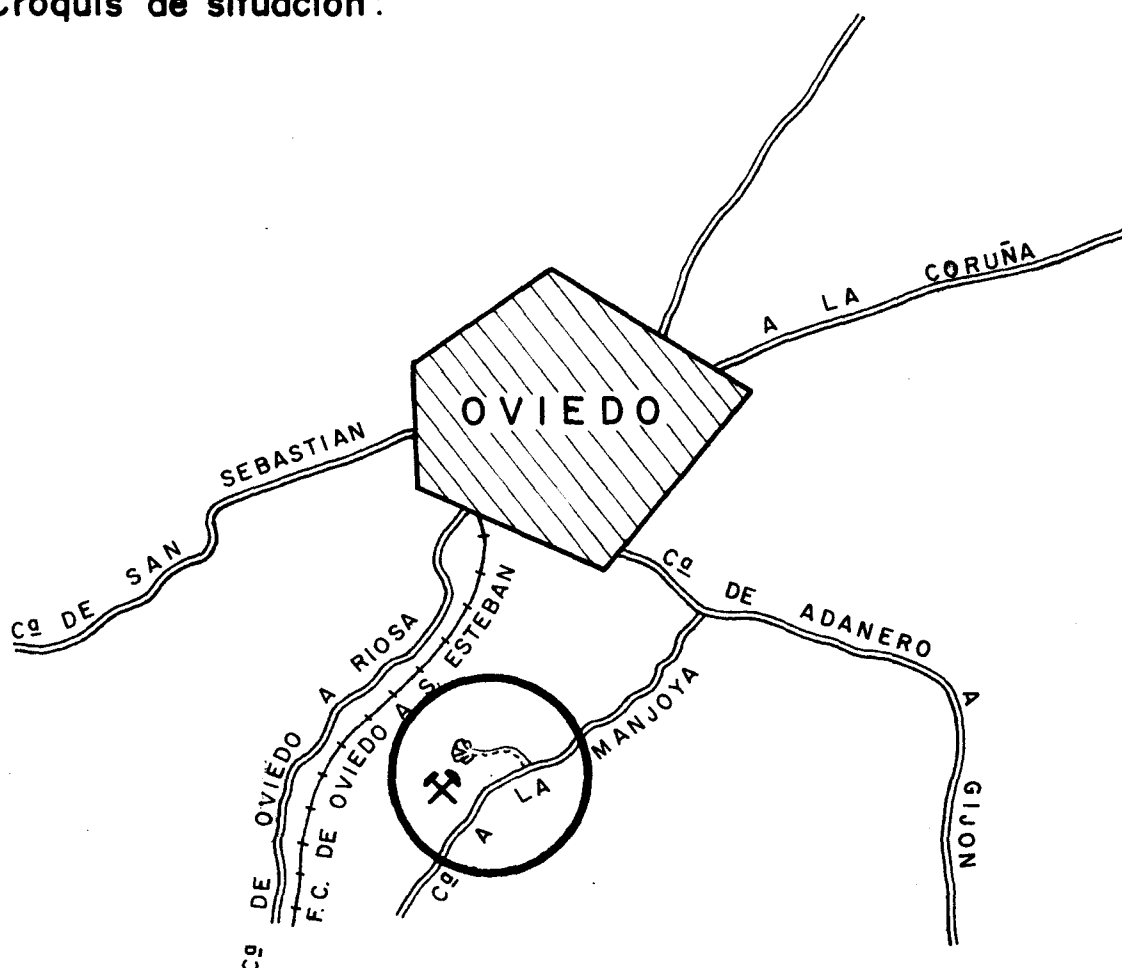 Croquis de situación :
A LA CORUÑA
OVIEDO
Cª DE SAN SEBASTIAN
Cª DE OVIEDO A RIOSA
F.C. DE OVIEDO A S. ESTEBAN
Cª A LA MANJOYA
Cª DE ADANERO A GIJON